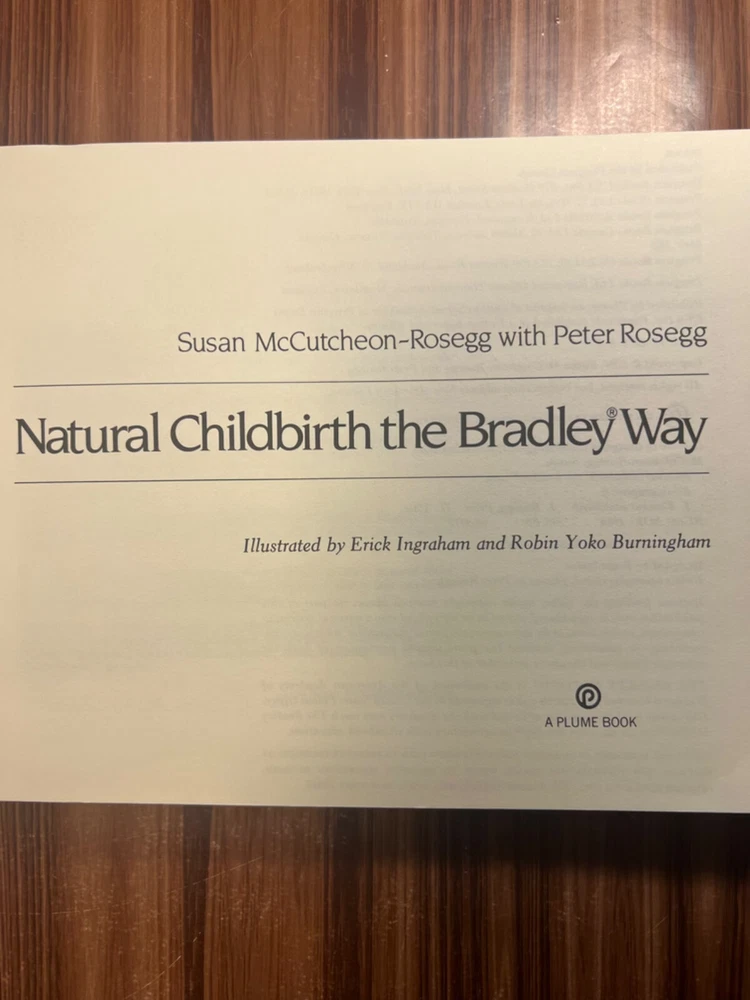 Susan McCutcheon-Rosegg with Peter Rosegg
Natural Childbirth the Bradley® Way
Illustrated by Erick Ingraham and Robin Yoko Burningham
A PLUME BOOK